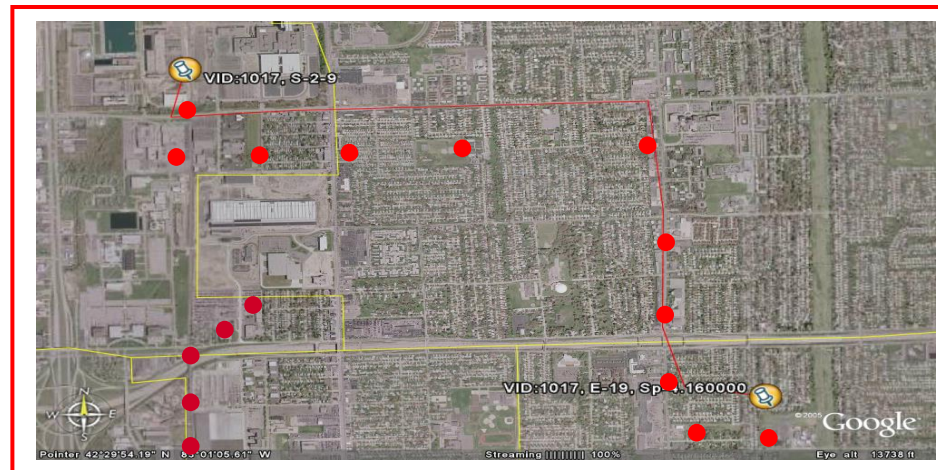 VID:1017, S-2-9
N
W E
S
VID:1017, E-19, Sp-4.160000
©2005 Google
Pointer 42°29'54.19" N 83°01'05.61" W Streaming |||||||||| 100% Eye alt 13738 ft